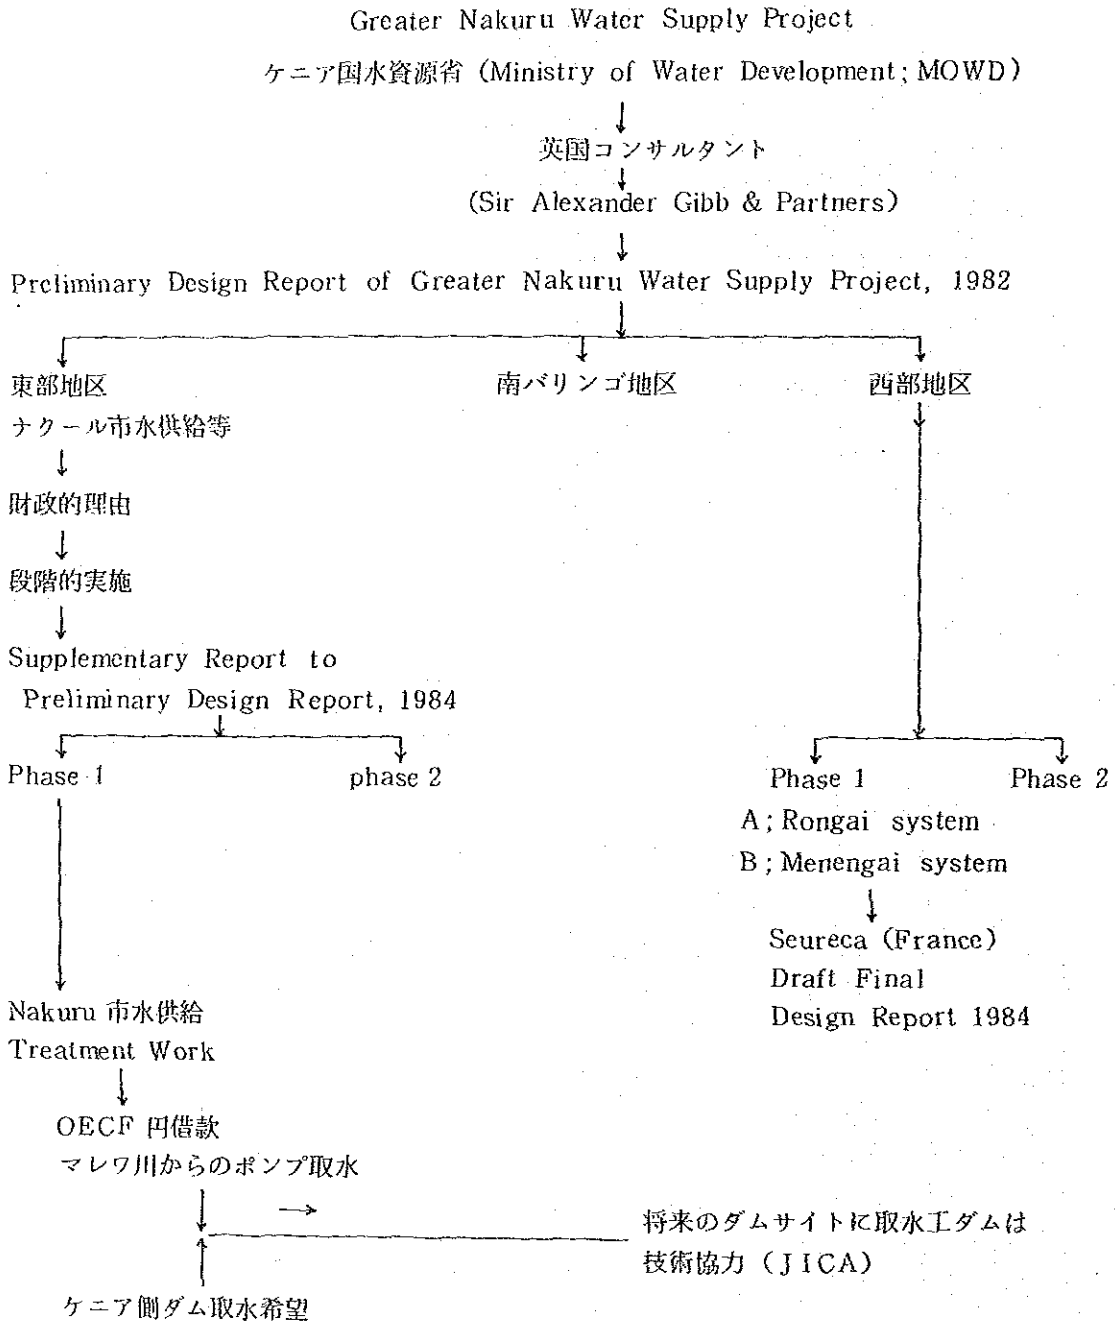 Greater Nakuru Water Supply Project
ケニア国水資源省 (Ministry of Water Development; MOWD)
英国コンサルタント
(Sir Alexander Gibb & Partners)
Preliminary Design Report of Greater Nakuru Water Supply Project, 1982
東部地区
ナクール市水供給等
南バリンゴ地区
西部地区
財政的理由
段階的実施
Supplementary Report to
Preliminary Design Report, 1984
Phase 1
phase 2
Phase 1
Phase 2
A; Rongai system
B; Menengai system
Seureca (France)
Draft Final
Design Report 1984
Nakuru 市水供給
Treatment Work
OECF 円借款
マレワ川からのポンプ取水
将来のダムサイトに取水工ダムは
技術協力 (JICA)
ケニア側ダム取水希望